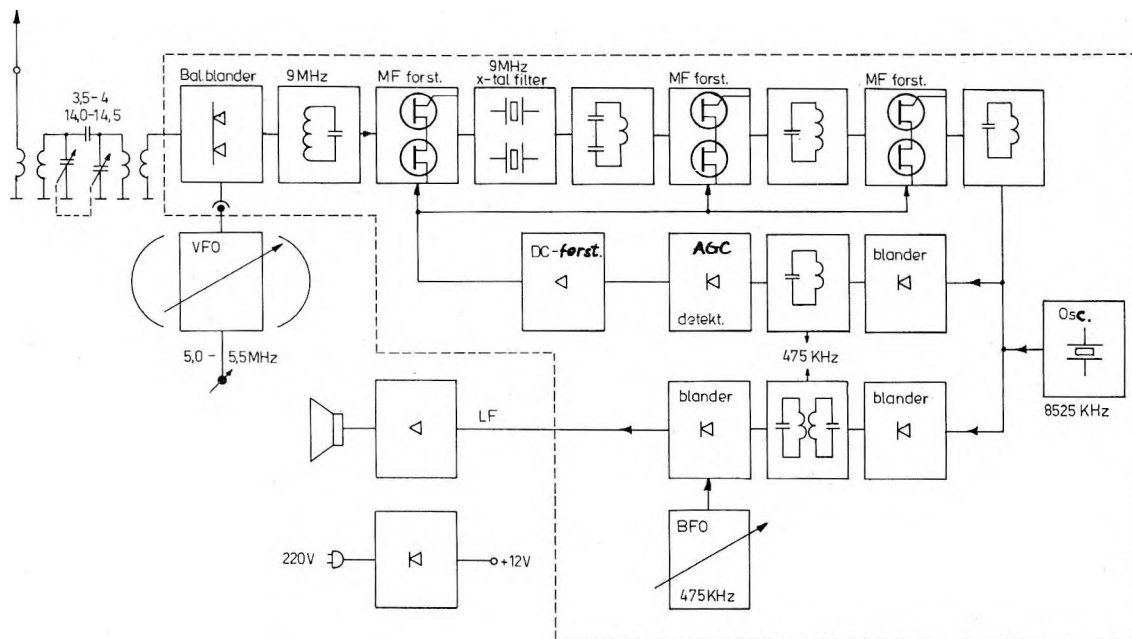 Bal. blander
9MHz
MF forst.
9MHz
x-tal filter
MF forst.
MF forst.
3,5-4
14,0-14,5
VFO
DC-forst.
AGC
detekt.
blander
Osc.
5,0 - 5,5MHz
475 KHz
8525 KHz
LF
blander
blander
220V
+12V
BFO
475KHz